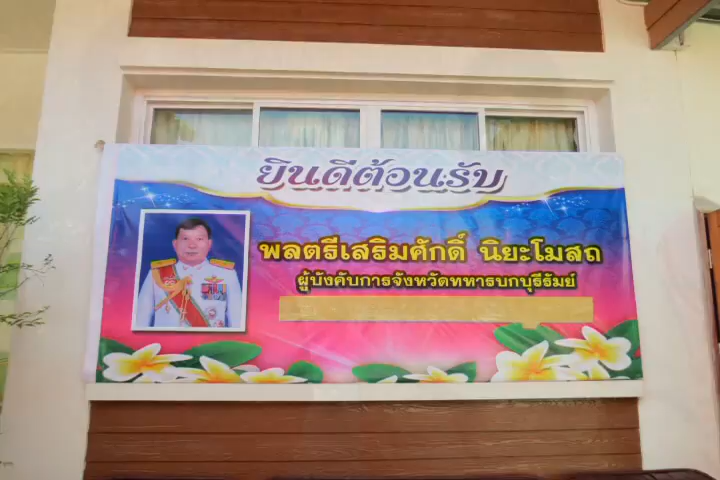 ยินดีต้อนรับ
พลตรีเสริมศักดิ์ นิยะโมสถ
ผู้บังคับการจังหวัดทหารบกบุรีรัมย์